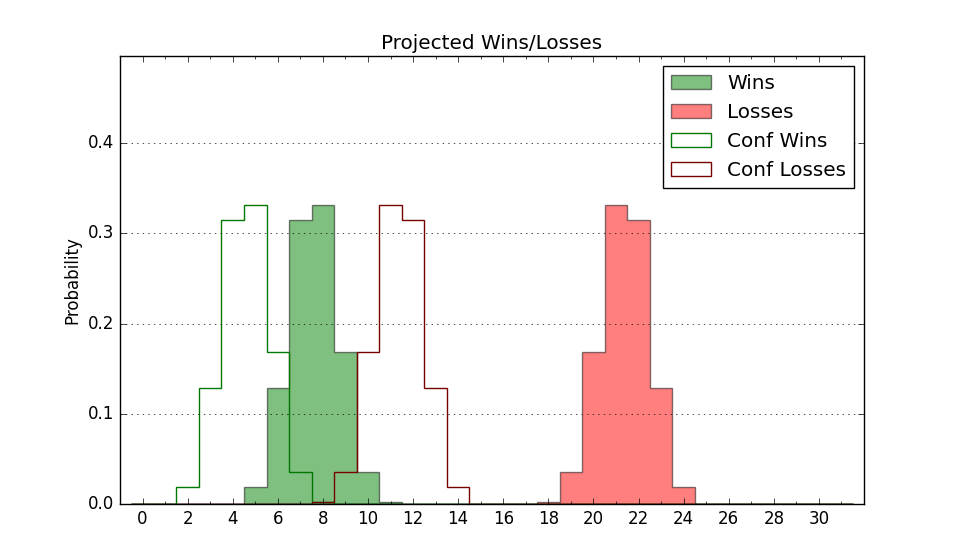 Projected Wins/Losses
Wins
Losses
Conf Wins
Conf Losses
Probability
0.4
0.3
0.2
0.1
0.0
0 2 4 6 8 10 12 14 16 18 20 22 24 26 28 30